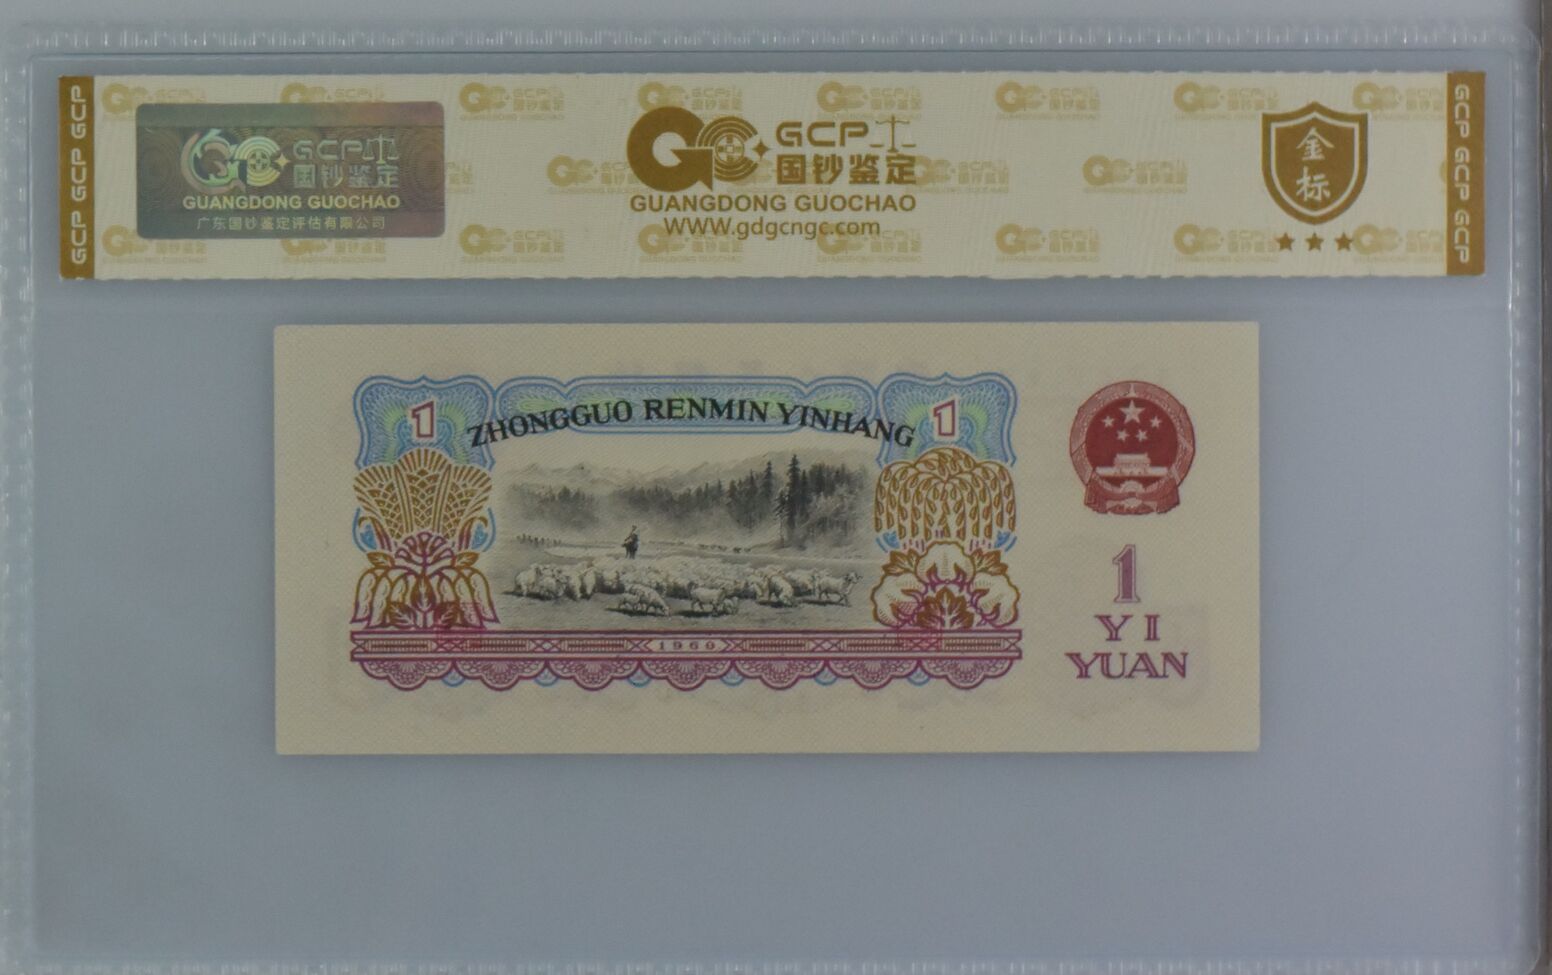 GCP GCP GCP
GCP 国钞鉴定
GUANGDONG GUOCHAO
广东国钞鉴定评估有限公司
GCP
国钞鉴定
GUANGDONG GUOCHAO
WWW.gdgcngc.com
金标
GCP GCP GCP
1
ZHONGGUO RENMIN YINHANG
1
1960
1
YI
YUAN